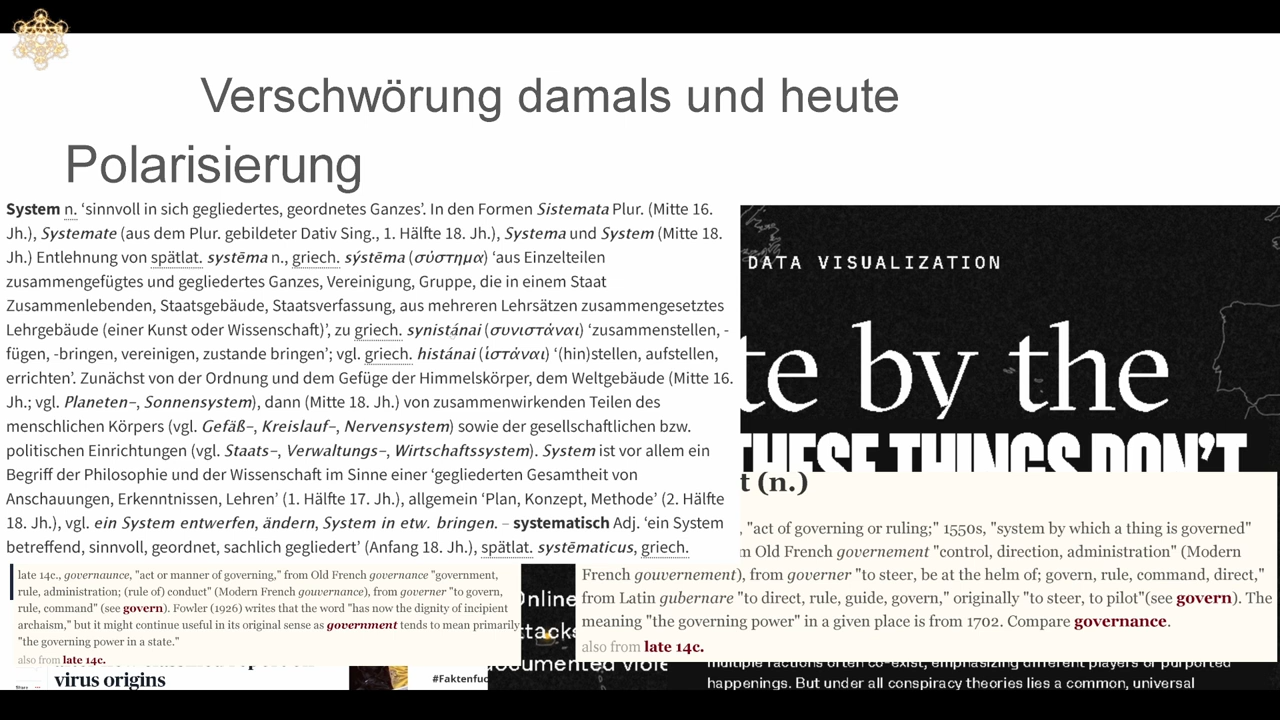 Verschwörung damals und heute
Polarisierung
System n. ‘sinnvoll in sich gegliedertes, geordnetes Ganzes’. In den Formen Sistemata Plur. (Mitte 16.
Jh.), Systemate (aus dem Plur. gebildeter Dativ Sing., 1. Hälfte 18. Jh.), Systema und System (Mitte 18.
Jh.) Entlehnung von spätlat. systēma n., griech. sýstēma (σύστημα) ‘aus Einzelteilen
zusammengefügtes und gegliedertes Ganzes, Vereinigung, Gruppe, die in einem Staat
Zusammenlebenden, Staatsgebäude, Staatsverfassung, aus mehreren Lehrsätzen zusammengesetztes
Lehrgebäude (einer Kunst oder Wissenschaft)’, zu griech. synistánai (συνιστάναι) ‘zusammenstellen, -
fügen, -bringen, vereinigen, zustande bringen’; vgl. griech. histánai (ἱστάναι) ‘(hin)stellen, aufstellen,
errichten’. Zunächst von der Ordnung und dem Gefüge der Himmelskörper, dem Weltgebäude (Mitte 16.
Jh.; vgl. Planeten-, Sonnensystem), dann (Mitte 18. Jh.) von zusammenwirkenden Teilen des
menschlichen Körpers (vgl. Gefäß-, Kreislauf-, Nervensystem) sowie der gesellschaftlichen bzw.
politischen Einrichtungen (vgl. Staats-, Verwaltungs-, Wirtschaftssystem). System ist vor allem ein
Begriff der Philosophie und der Wissenschaft im Sinne einer ‘gegliederten Gesamtheit von
Anschauungen, Erkenntnissen, Lehren’ (1. Hälfte 17. Jh.), allgemein ‘Plan, Konzept, Methode’ (2. Hälfte
18. Jh.), vgl. ein System entwerfen, ändern, System in etw. bringen. – systematisch Adj. ‘ein System
betreffend, sinnvoll, geordnet, sachlich gegliedert’ (Anfang 18. Jh.), spätlat. systēmaticus, griech.
DATA VISUALIZATION
te by the
THESE THINGS DON'T
t (n.)
, "act of governing or ruling;" 1550s, "system by which a thing is governed"
m Old French governement "control, direction, administration" (Modern
French gouvernement), from governer "to steer, be at the helm of; govern, rule, command, direct,"
from Latin gubernare "to direct, rule, guide, govern," originally "to steer, to pilot"(see govern). The
meaning "the governing power" in a given place is from 1702. Compare governance.
also from late 14c.
late 14c., governaunce, "act or manner of governing," from Old French governance "government,
rule, administration; (rule of) conduct" (Modern French gouvernance), from governer "to govern,
rule, command" (see govern). Fowler (1926) writes that the word "has now the dignity of incipient
archaism," but it might continue useful in its original sense as government tends to mean primarily
"the governing power in a state."
also from late 14c.
virus origins
#Faktenfuc
Online
ttacks
documented viole
multiple factions often co-exist, emphasizing different players or purported
happenings. But under all conspiracy theories lies a common, universal